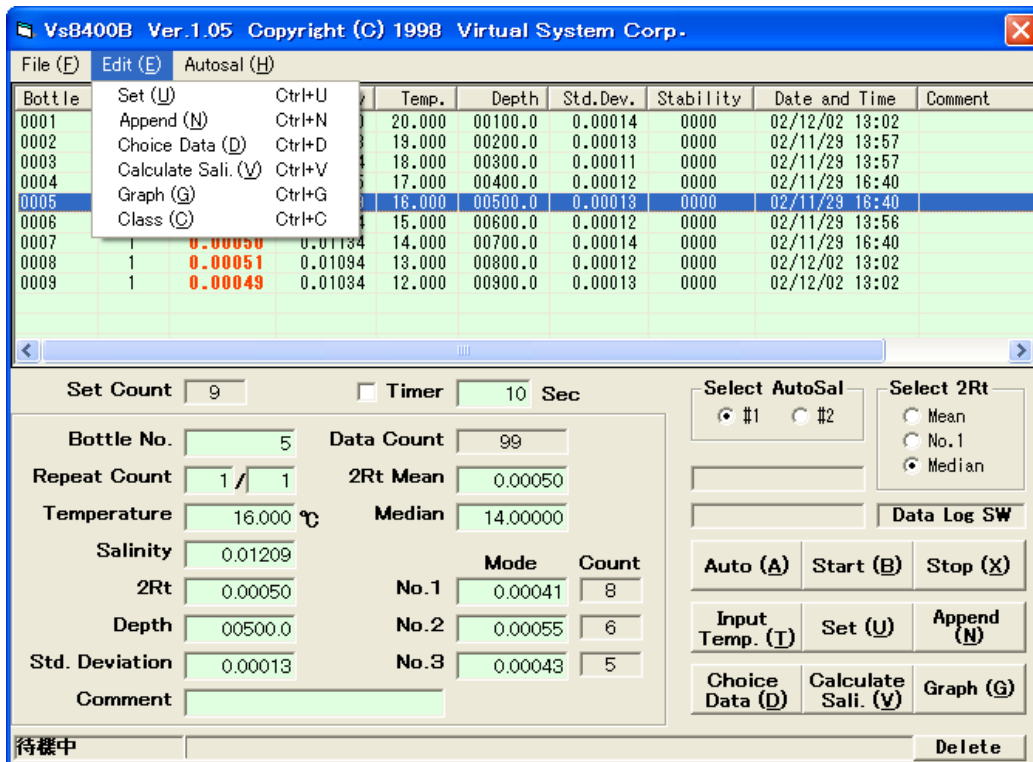 Vs8400B Ver.1.05 Copyright (C) 1998 Virtual System Corp.
File (F) Edit (E) Autosal (H)
Set (U) Ctrl+U
Append (N) Ctrl+N
Choice Data (D) Ctrl+D
Calculate Sali. (V) Ctrl+V
Graph (G) Ctrl+G
Class (C) Ctrl+C
Bottle Temp. Depth Std.Dev. Stability Date and Time Comment
0001 20.000 00100.0 0.00014 0000 02/12/02 13:02
0002 19.000 00200.0 0.00013 0000 02/11/29 13:57
0003 18.000 00300.0 0.00011 0000 02/11/29 13:57
0004 17.000 00400.0 0.00012 0000 02/11/29 16:40
0005 16.000 00500.0 0.00013 0000 02/11/29 16:40
0006 15.000 00600.0 0.00012 0000 02/11/29 13:56
0007 1 0.00050 0.01134 14.000 00700.0 0.00014 0000 02/11/29 16:40
0008 1 0.00051 0.01094 13.000 00800.0 0.00012 0000 02/12/02 13:02
0009 1 0.00049 0.01034 12.000 00900.0 0.00013 0000 02/12/02 13:02
Set Count 9 Timer 10 Sec
Select AutoSal
#1 #2
Select 2Rt
Mean
No.1
Median
Bottle No. 5 Data Count 99
Repeat Count 1 / 1 2Rt Mean 0.00050
Temperature 16.000 ℃ Median 14.00000
Salinity 0.01209
Mode Count
2Rt 0.00050 No.1 0.00041 8
Depth 00500.0 No.2 0.00055 6
Std. Deviation 0.00013 No.3 0.00043 5
Comment
Data Log SW
Auto (A) Start (B) Stop (X)
Input Temp. (T) Set (U) Append (N)
Choice Data (D) Calculate Sali. (V) Graph (G)
待機中 Delete